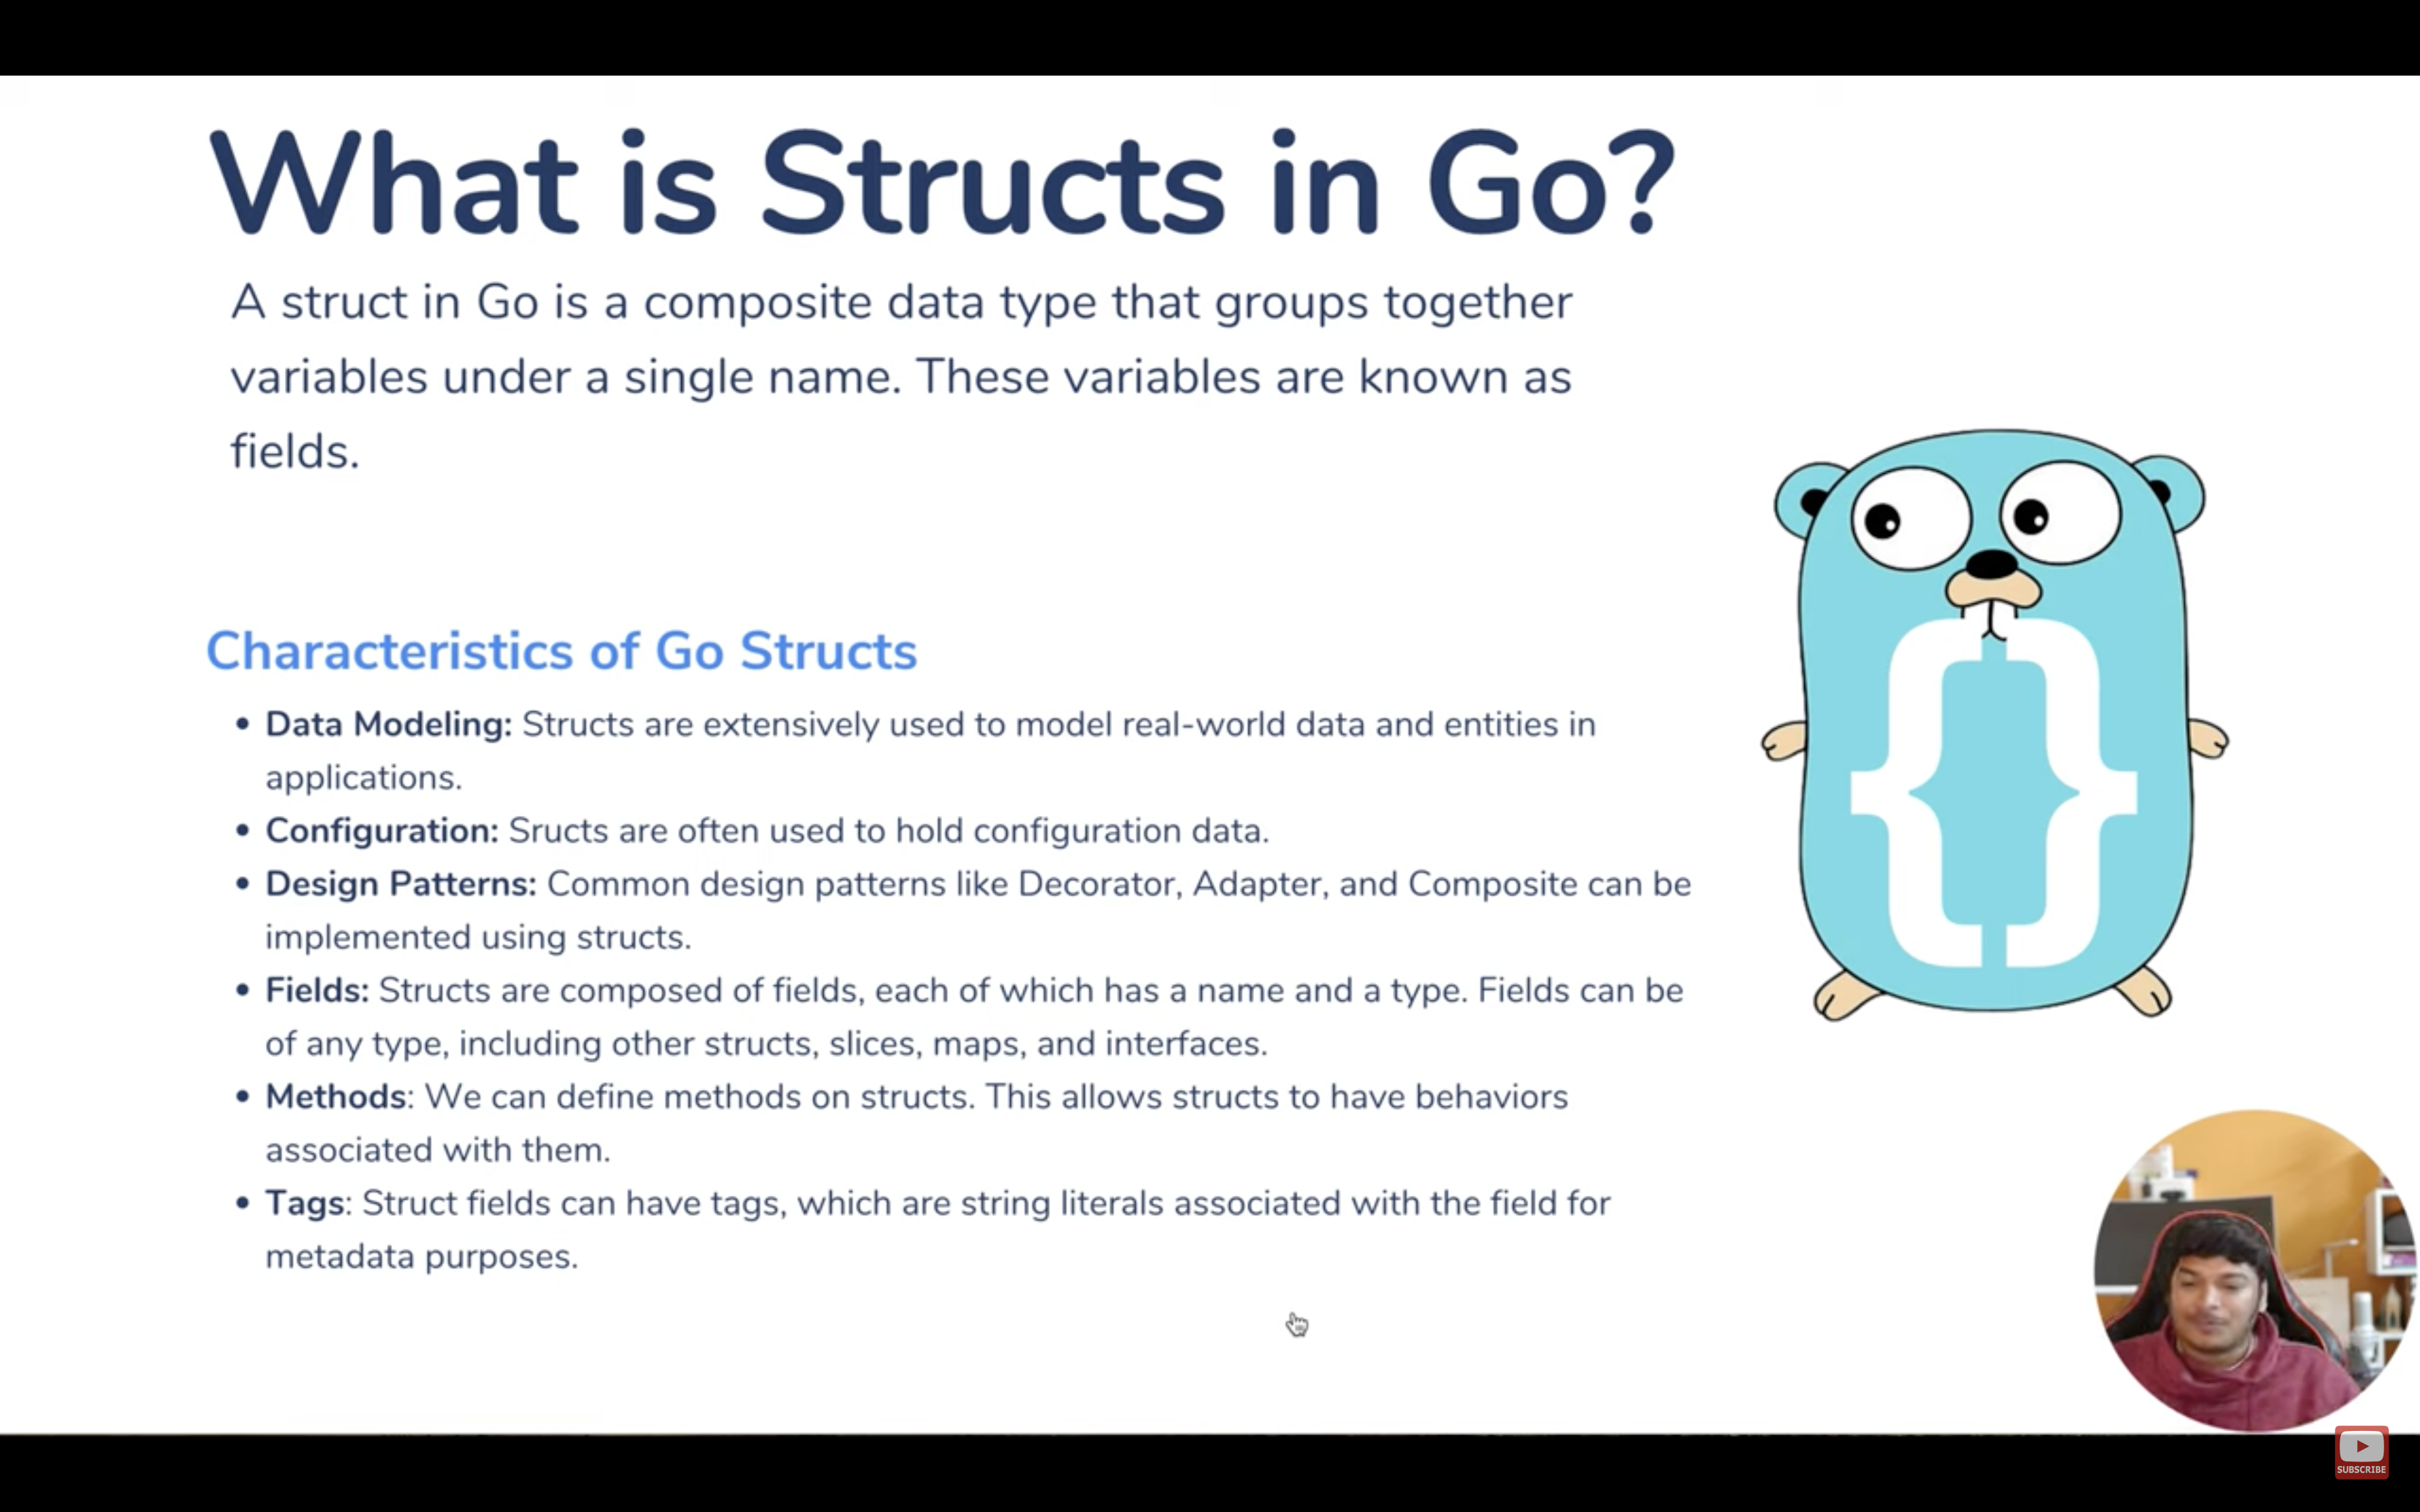 What is Structs in Go?
A struct in Go is a composite data type that groups together
variables under a single name. These variables are known as
fields.
Characteristics of Go Structs
• Data Modeling: Structs are extensively used to model real-world data and entities in
applications.
• Configuration: Sructs are often used to hold configuration data.
• Design Patterns: Common design patterns like Decorator, Adapter, and Composite can be
implemented using structs.
• Fields: Structs are composed of fields, each of which has a name and a type. Fields can be
of any type, including other structs, slices, maps, and interfaces.
• Methods: We can define methods on structs. This allows structs to have behaviors
associated with them.
• Tags: Struct fields can have tags, which are string literals associated with the field for
metadata purposes.
{}
SUBSCRIBE